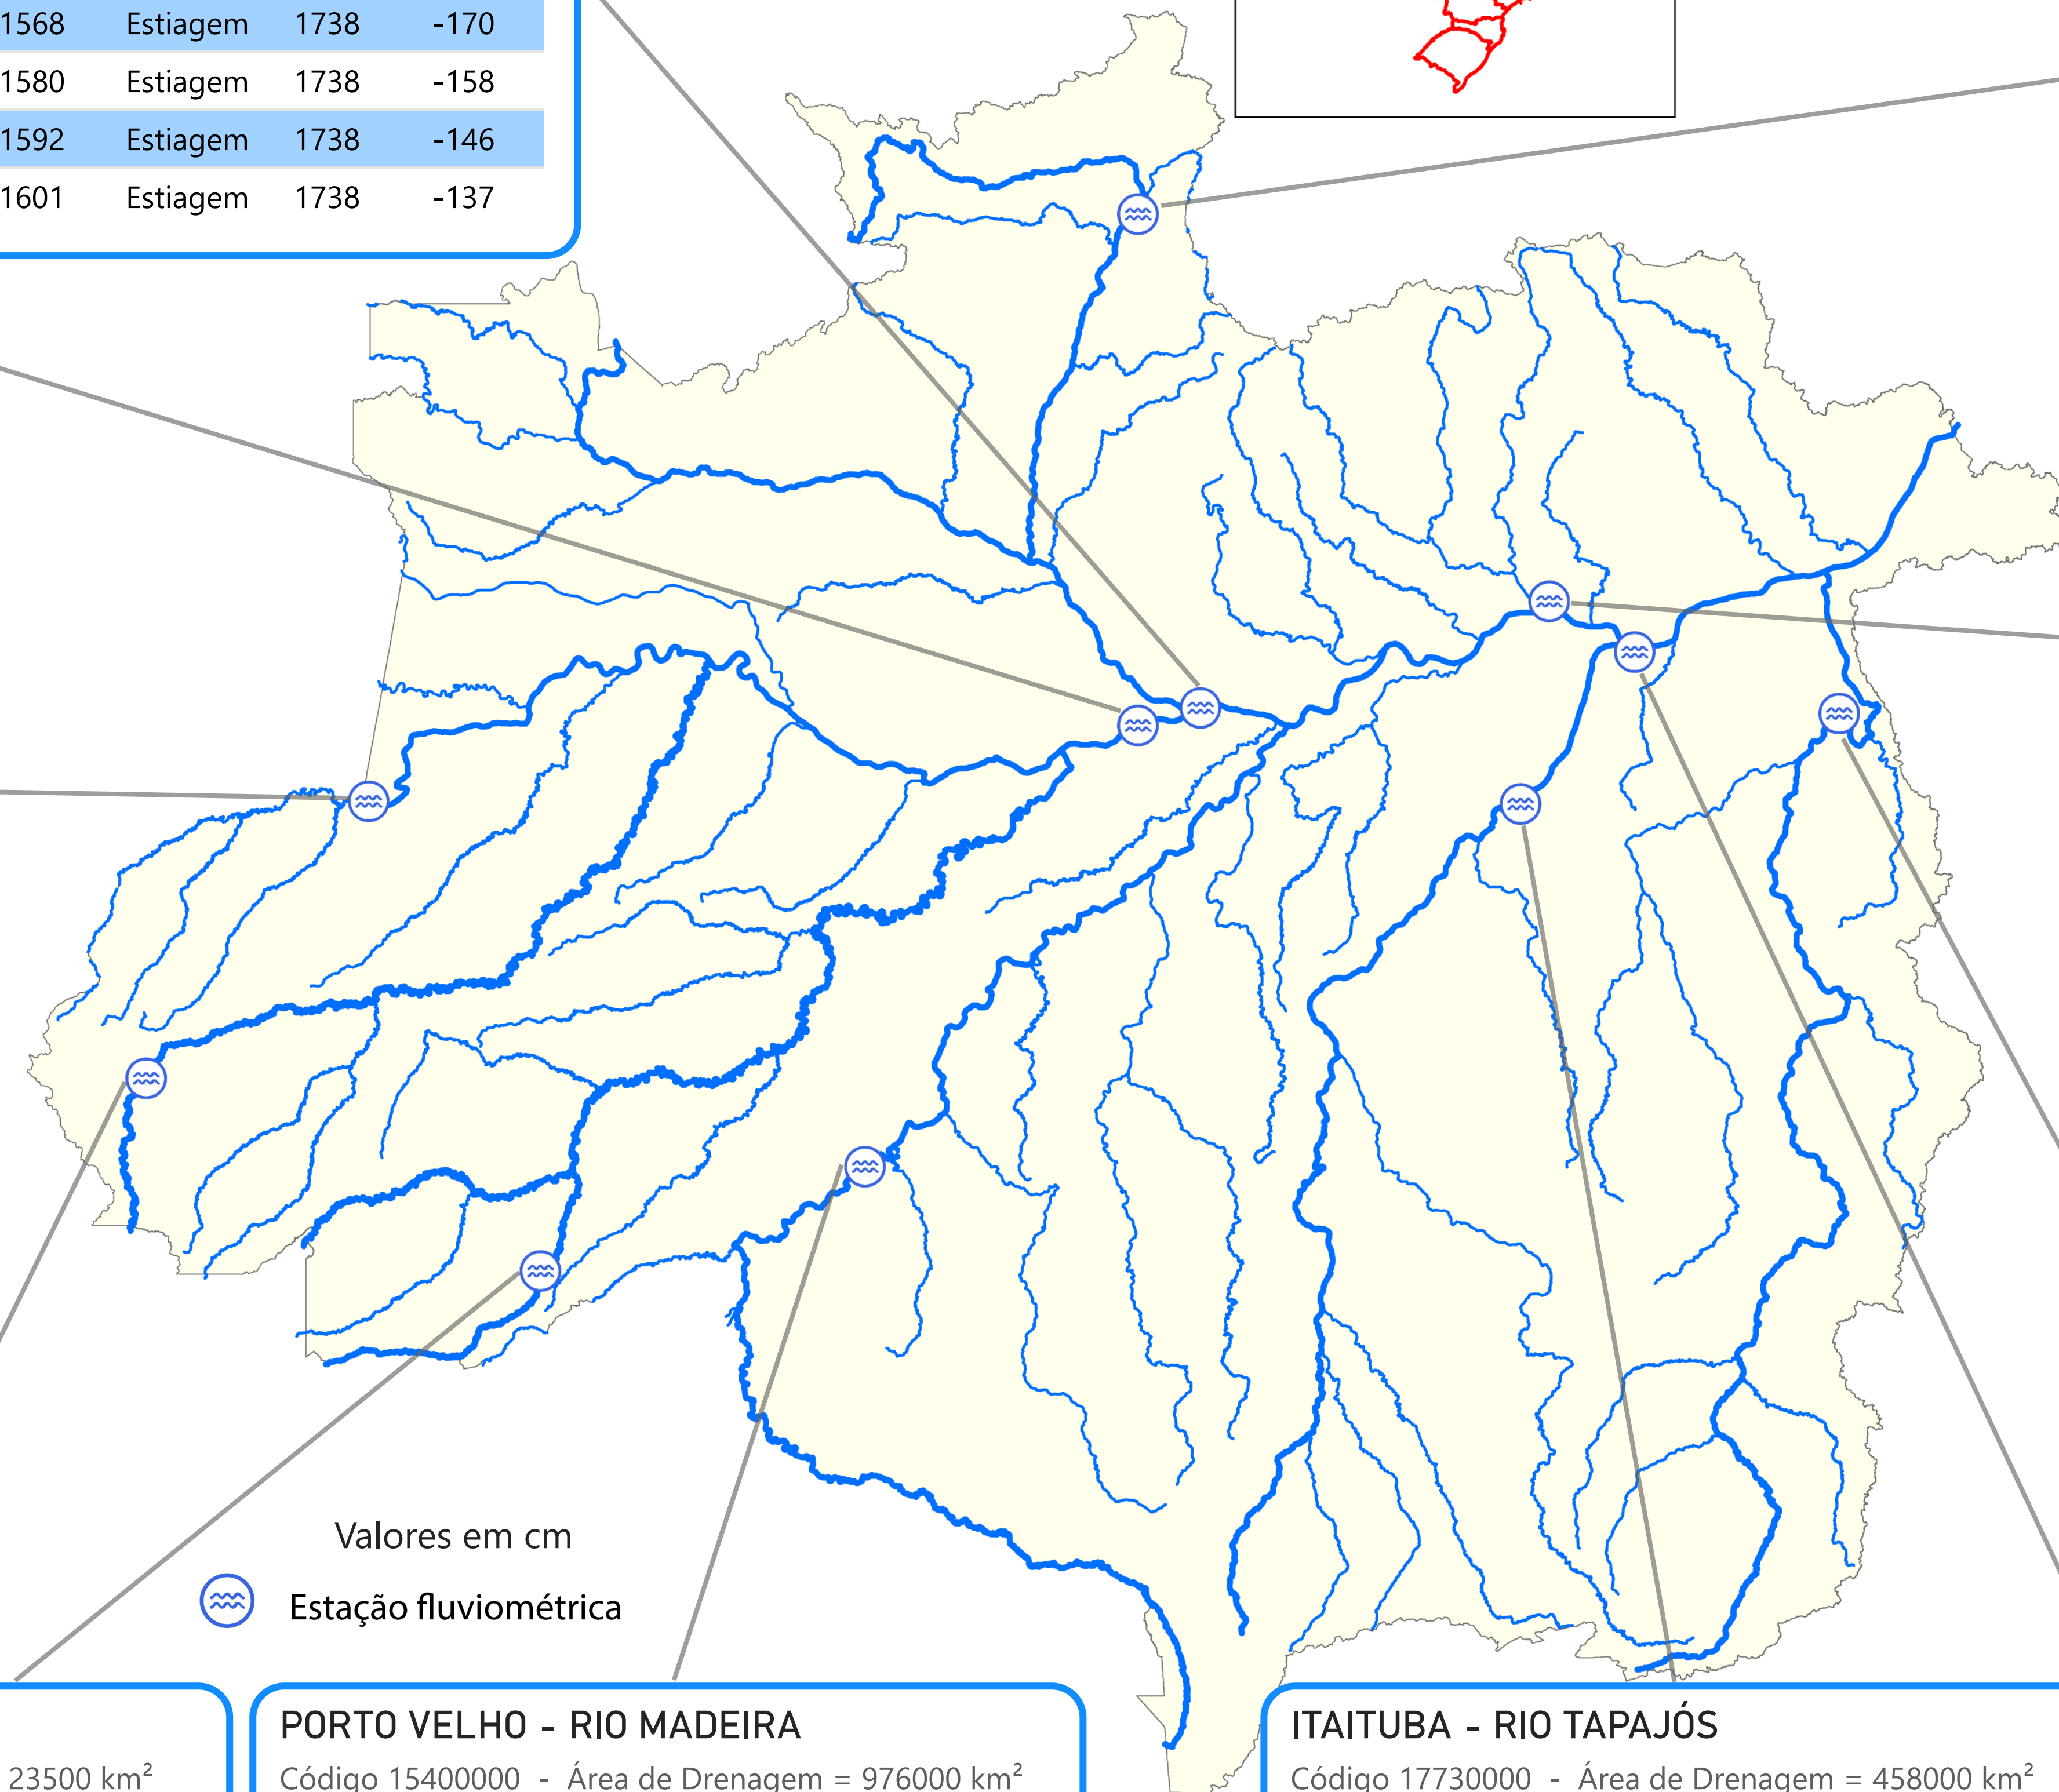 1568 Estiagem 1738 -170
1580 Estiagem 1738 -158
1592 Estiagem 1738 -146
1601 Estiagem 1738 -137
Valores em cm
Estação fluviométrica
23500 km²
PORTO VELHO - RIO MADEIRA
Código 15400000 - Área de Drenagem = 976000 km²
ITAITUBA - RIO TAPAJÓS
Código 17730000 - Área de Drenagem = 458000 km²